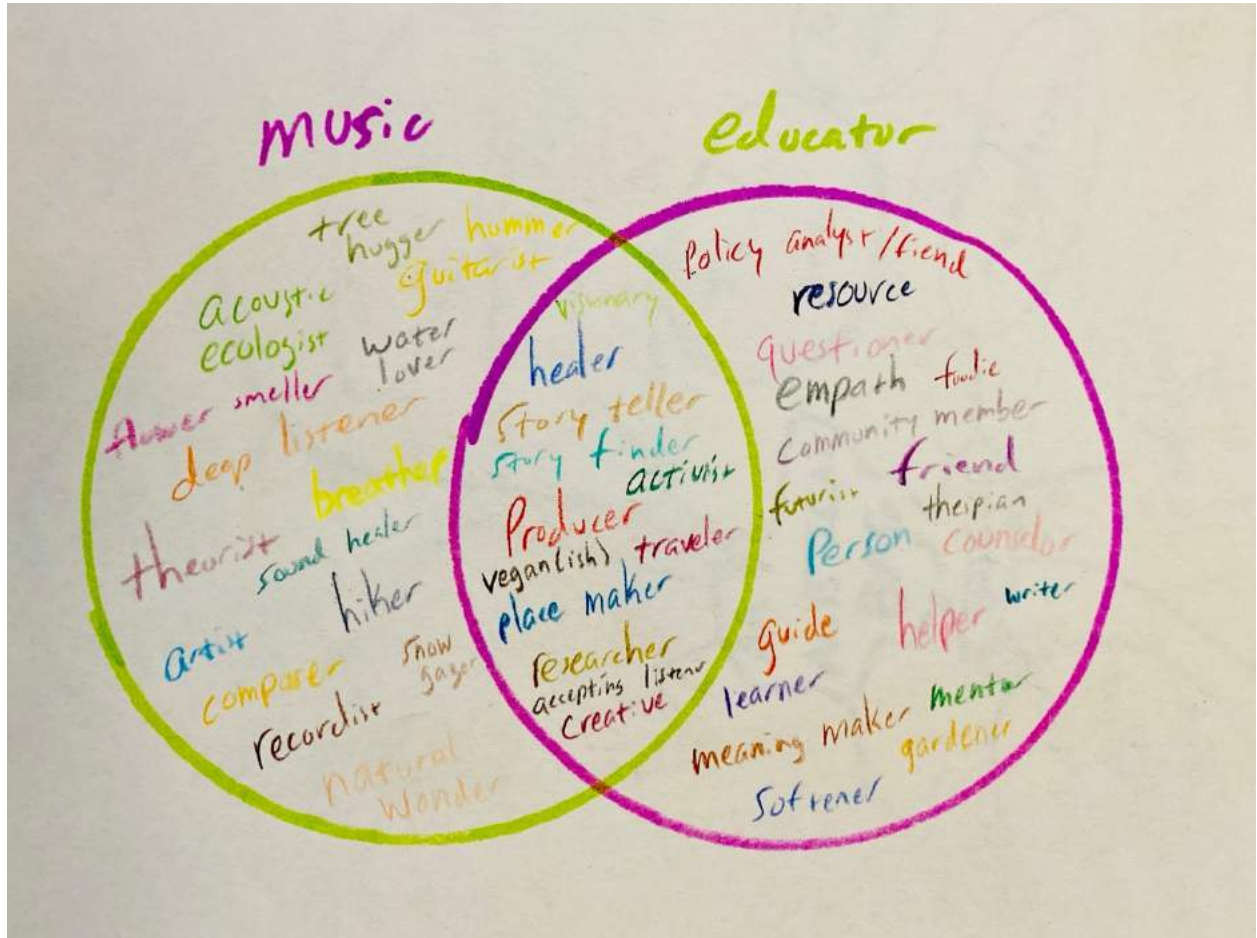 music
educator
tree
hugger
hummer
guitarist
acoustic
ecologist
water
lover
flower smeller
deep listener
breather
theorist
sound healer
hiker
artist
composer
snow
gazer
recordist
natural
wonder
visionary
healer
story teller
story finder
activist
Producer
vegan(ish)
traveler
place maker
researcher
accepting listener
creative
Policy analyst/fiend
resource
questioner
empath
foodie
community member
friend
futurist
thespian
Person
counselor
guide
helper
writer
learner
meaning maker
mentor
gardener
softener